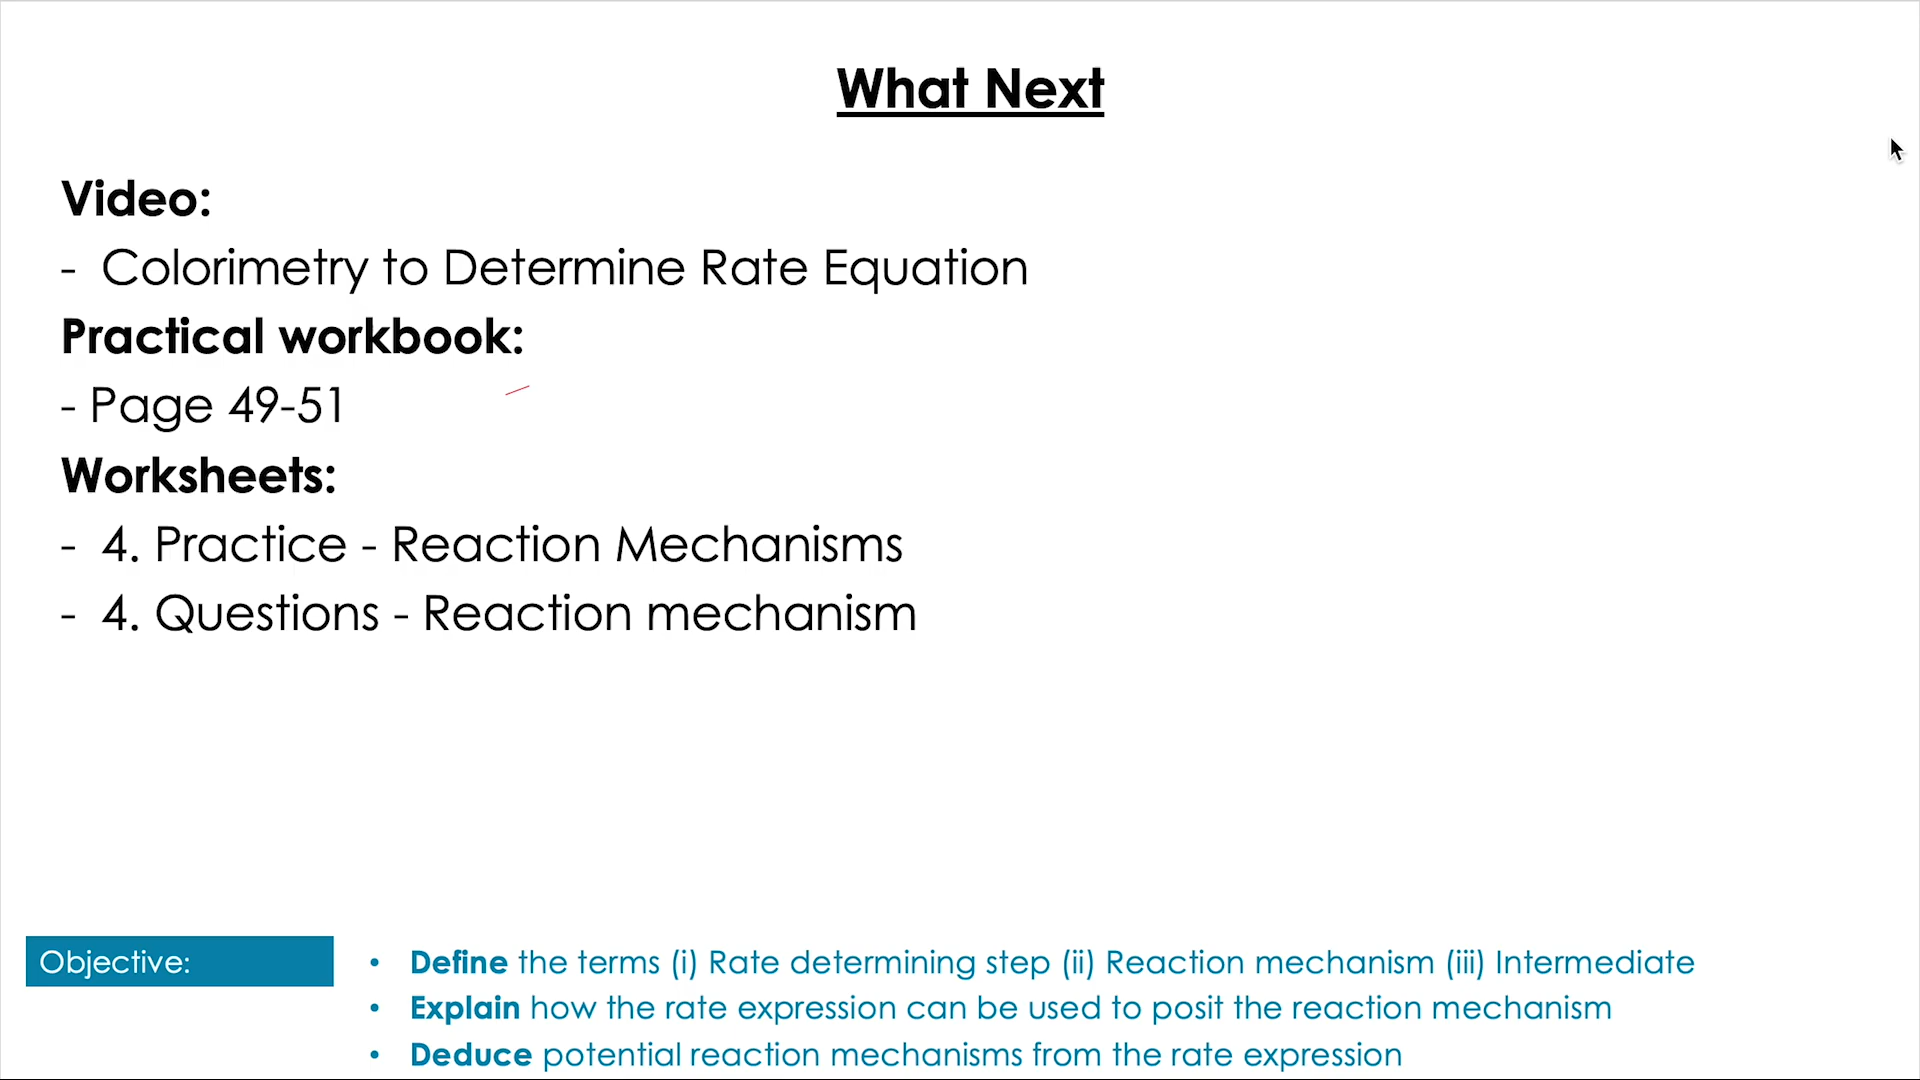 What Next
Video:
- Colorimetry to Determine Rate Equation
Practical workbook:
- Page 49-51
Worksheets:
- 4. Practice - Reaction Mechanisms
- 4. Questions - Reaction mechanism
Objective:
• Define the terms (i) Rate determining step (ii) Reaction mechanism (iii) Intermediate
• Explain how the rate expression can be used to posit the reaction mechanism
• Deduce potential reaction mechanisms from the rate expression